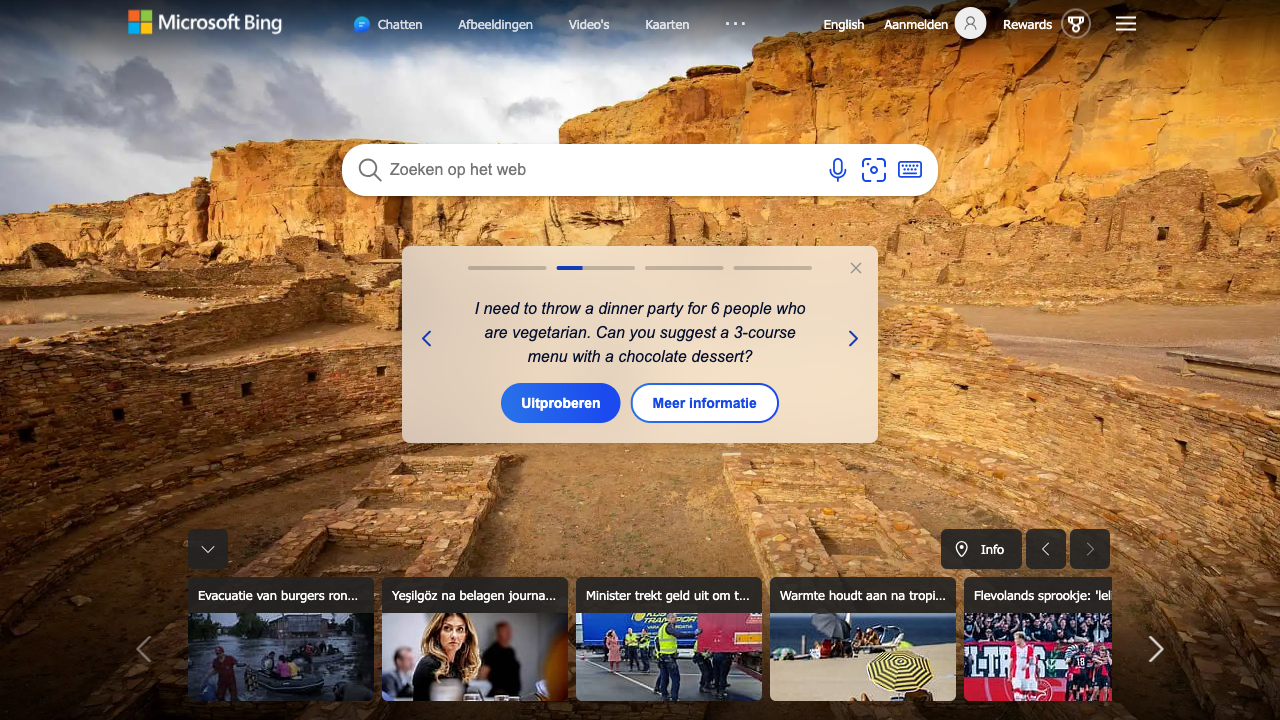 Microsoft Bing
Chatten
Afbeeldingen
Video's
Kaarten
English
Aanmelden
Rewards
Zoeken op het web
I need to throw a dinner party for 6 people who
are vegetarian. Can you suggest a 3-course
menu with a chocolate dessert?
Uitproberen
Meer informatie
Info
Evacuatie van burgers ron...
Yeşilgöz na belagen journa...
Minister trekt geld uit om t...
Warmte houdt aan na tropi...
Flevolands sprookje: 'lel